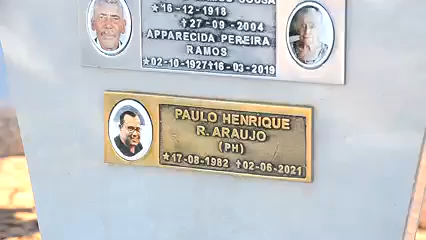 ★16-12-1918
✝27-09-2004
APPARECIDA PEREIRA
RAMOS
★02-10-1927✝16-03-2019
PAULO HENRIQUE
R. ARAUJO
(PH)
★17-08-1982 ✝02-06-2021